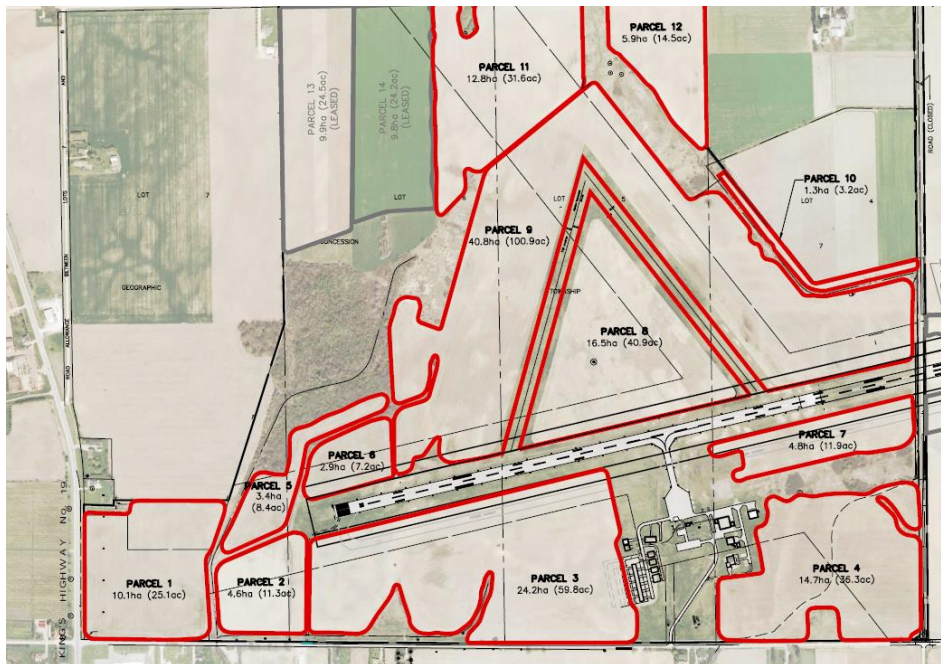 PARCEL 12
5.9ha (14.5ac)
PARCEL 11
12.8ha (31.6ac)
PARCEL 13
9.9ha (24.5ac)
(LEASED)
PARCEL 14
9.8ha (24.2ac)
(LEASED)
ROAD (CLOSED)
PARCEL 10
1.3ha (3.2ac)
LOT
4
LOT
7
LOT
LOT
5
7
CONCESSION
PARCEL 9
40.8ha (100.9ac)
GEOGRAPHIC
TOWNSHIP
PARCEL 8
16.5ha (40.9ac)
ROAD ALLOWANCE BETWEEN LOTS 7 AND 8
PARCEL 7
4.8ha (11.9ac)
PARCEL 6
2.9ha (7.2ac)
PARCEL 5
3.4ha
(8.4ac)
KING'S HIGHWAY No. 19
PARCEL 1
10.1ha (25.1ac)
PARCEL 2
4.6ha (11.3ac)
PARCEL 3
24.2ha (59.8ac)
PARCEL 4
14.7ha (36.3ac)